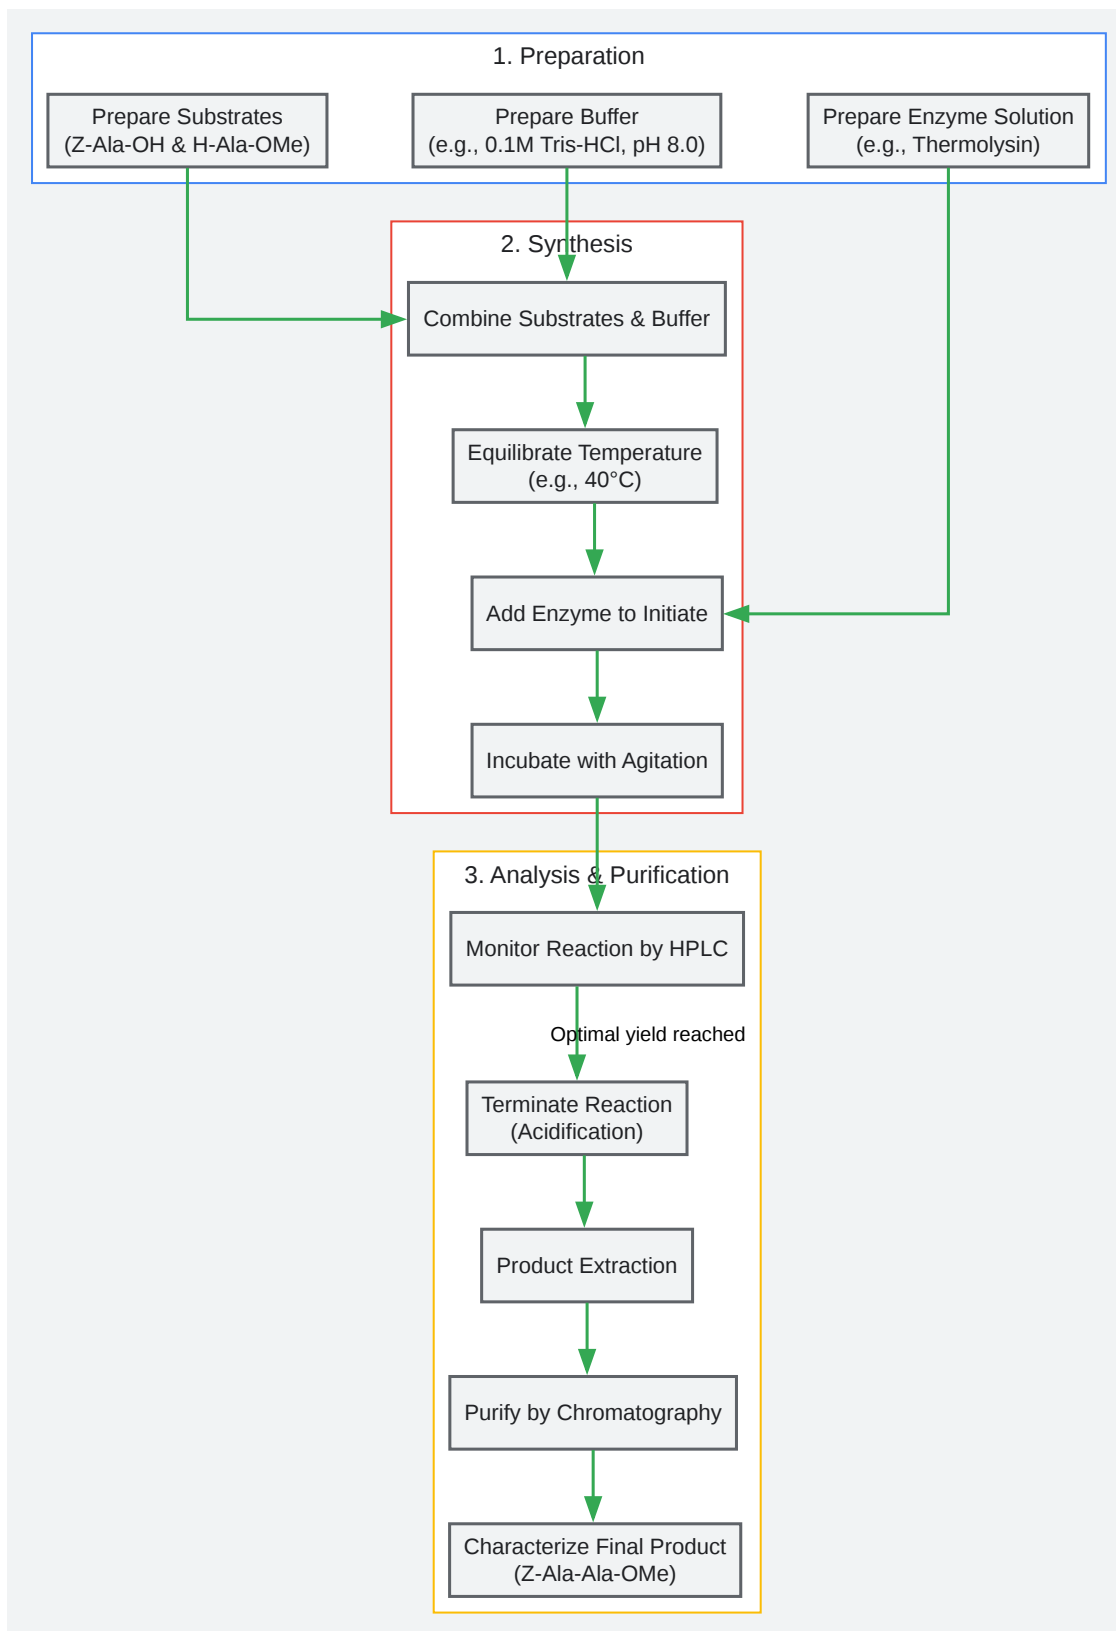 1. Preparation
Prepare Substrates
(Z-Ala-OH & H-Ala-OMe)
Prepare Buffer
(e.g., 0.1M Tris-HCl, pH 8.0)
Prepare Enzyme Solution
(e.g., Thermolysin)
2. Synthesis
Combine Substrates & Buffer
Equilibrate Temperature
(e.g., 40°C)
Add Enzyme to Initiate
Incubate with Agitation
3. Analysis & Purification
Monitor Reaction by HPLC
Optimal yield reached
Terminate Reaction
(Acidification)
Product Extraction
Purify by Chromatography
Characterize Final Product
(Z-Ala-Ala-OMe)